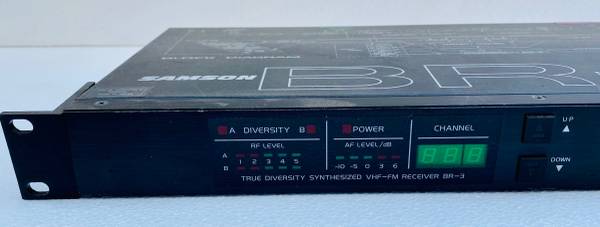 BLOCK DIAGRAM
SAMSON BR-
A DIVERSITY B
RF LEVEL
A
1 2 3 4 5
B
POWER
AF LEVEL/dB
-10 -5 0 3 6
CHANNEL
888
UP
DOWN
TRUE DIVERSITY SYNTHESIZED VHF-FM RECEIVER BR-3